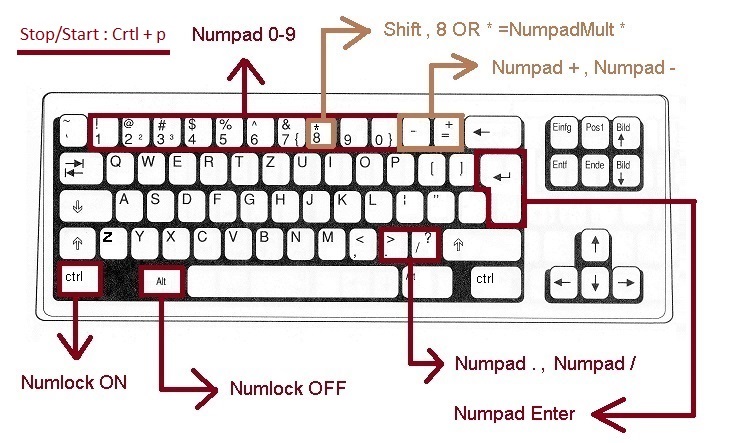 Stop/Start : Crtl + p
Numpad 0-9
Shift , 8 OR * =NumpadMult *
Numpad + , Numpad -
~ ! @ # $ % ^ & * - +
` 1 2 ² 3 ³ 4 5 6 7 { 8 9 0 } = ←
Einfg Pos1 Bild ↑
Q W E R T Z U I O P [ ]
Entf Ende Bild ↓
A S D F G H J K L ¦ "
Z Y X C V B N M < , > . ? /
ctrl Alt ctrl
Numlock ON
Numlock OFF
Numpad . , Numpad /
Numpad Enter